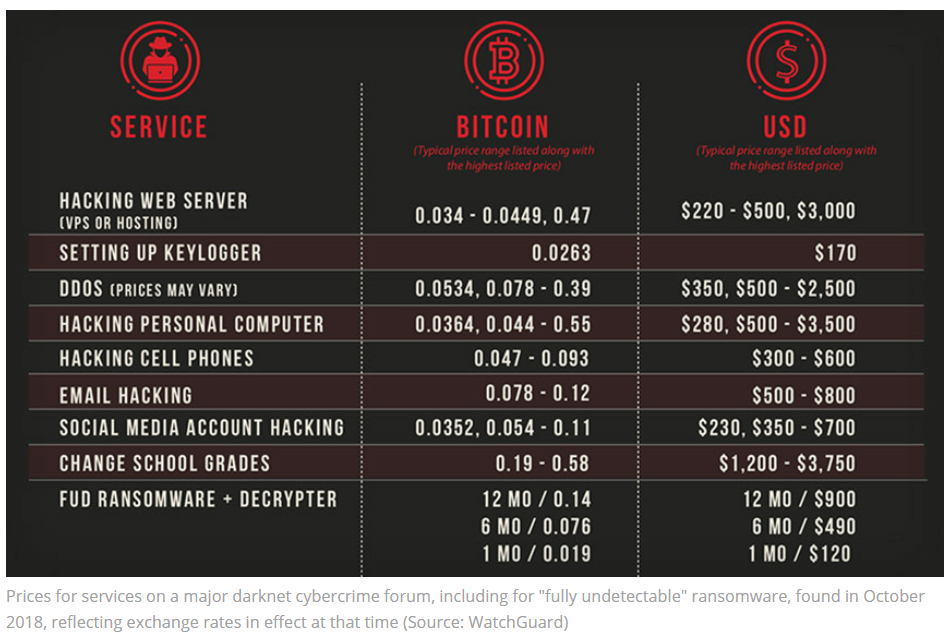 SERVICE
BITCOIN
(Typical price range listed along with
the highest listed price)
USD
(Typical price range listed along with
the highest listed price)
HACKING WEB SERVER
(VPS OR HOSTING)
0.034 - 0.0449, 0.47
$220 - $500, $3,000
SETTING UP KEYLOGGER
0.0263
$170
DDOS (PRICES MAY VARY)
0.0534, 0.078 - 0.39
$350, $500 - $2,500
HACKING PERSONAL COMPUTER
0.0364, 0.044 - 0.55
$280, $500 - $3,500
HACKING CELL PHONES
0.047 - 0.093
$300 - $600
EMAIL HACKING
0.078 - 0.12
$500 - $800
SOCIAL MEDIA ACCOUNT HACKING
0.0352, 0.054 - 0.11
$230, $350 - $700
CHANGE SCHOOL GRADES
0.19 - 0.58
$1,200 - $3,750
FUD RANSOMWARE + DECRYPTER
12 MO / 0.14
12 MO / $900
6 MO / 0.076
6 MO / $490
1 MO / 0.019
1 MO / $120
Prices for services on a major darknet cybercrime forum, including for "fully undetectable" ransomware, found in October
2018, reflecting exchange rates in effect at that time (Source: WatchGuard)